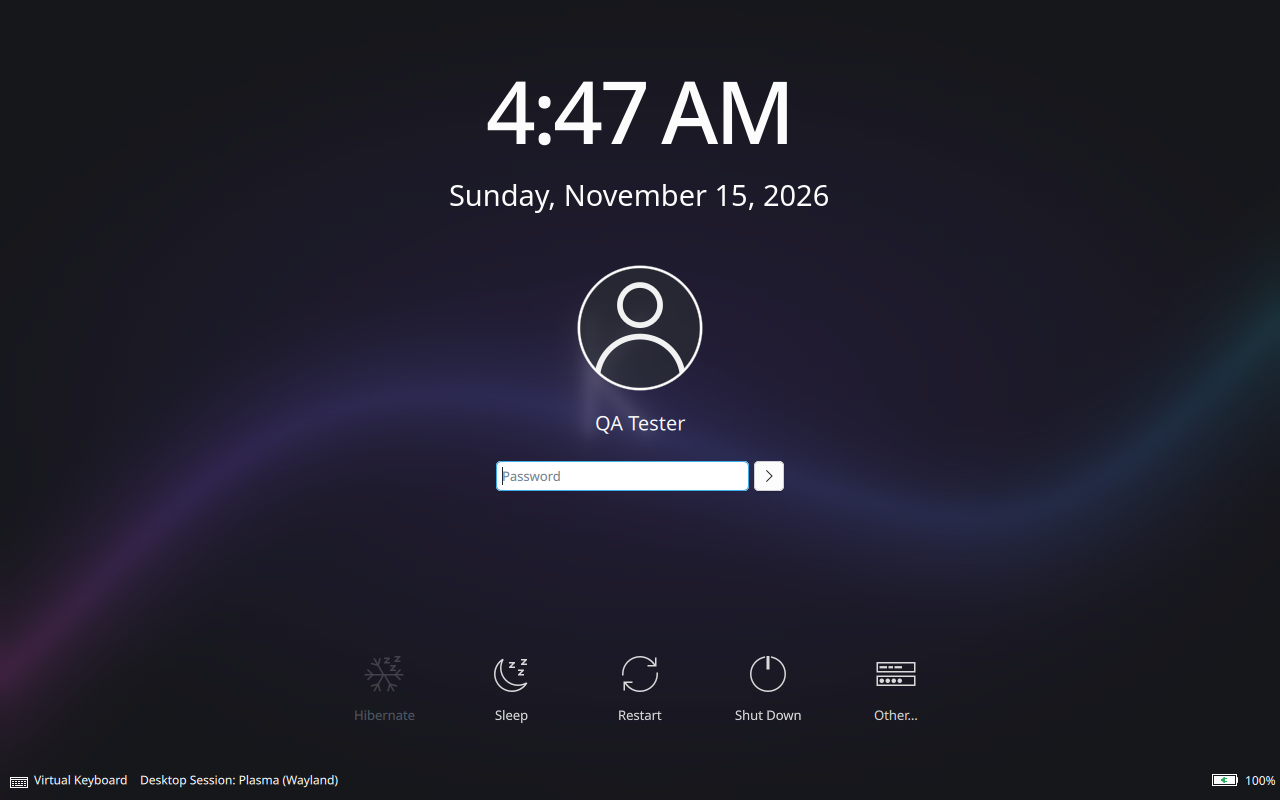 4:47 AM
Sunday, November 15, 2026
QA Tester
Password
Hibernate
Sleep
Restart
Shut Down
Other...
Virtual Keyboard
Desktop Session: Plasma (Wayland)
100%